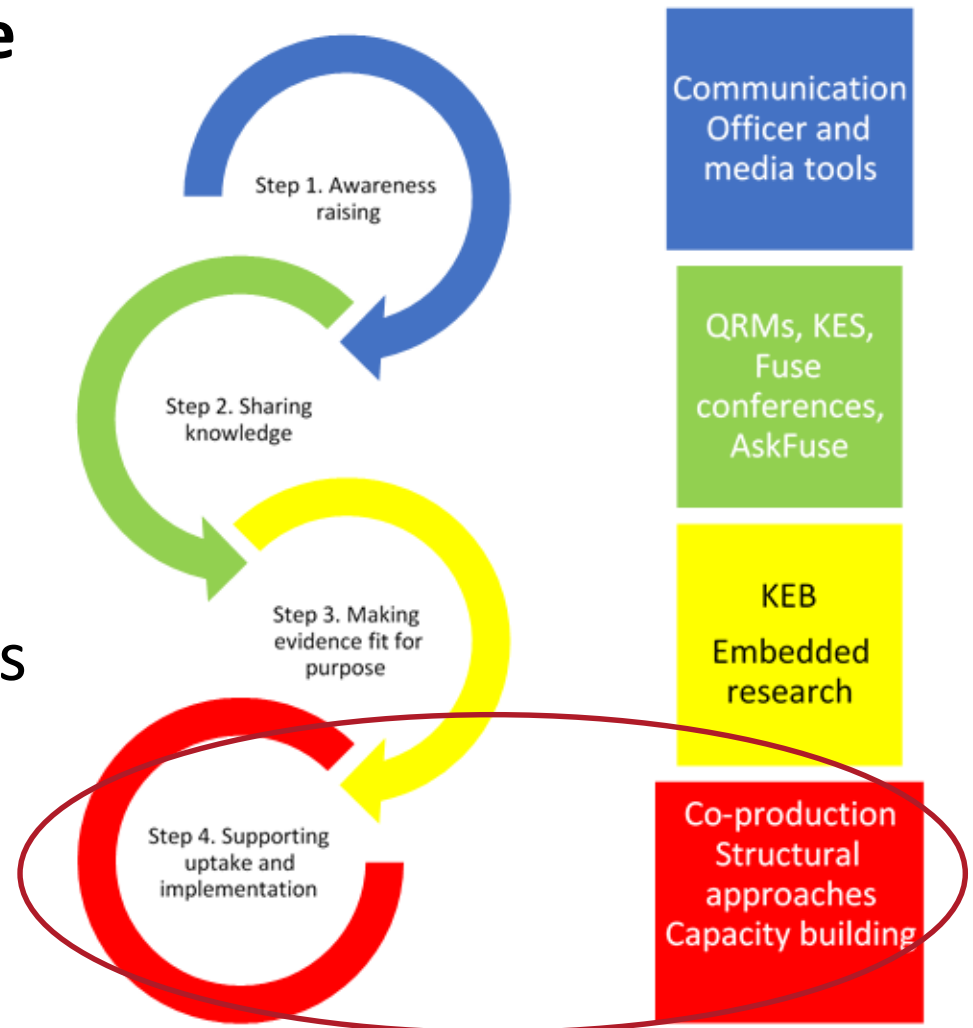 e
Step 1. Awareness
raising
Communication
Officer and
media tools
Step 2. Sharing
knowledge
QRMs, KES,
Fuse
conferences,
AskFuse
s
Step 3. Making
evidence fit for
purpose
KEB
Embedded
research
Step 4. Supporting
uptake and
implementation
Co-production
Structural
approaches
Capacity building